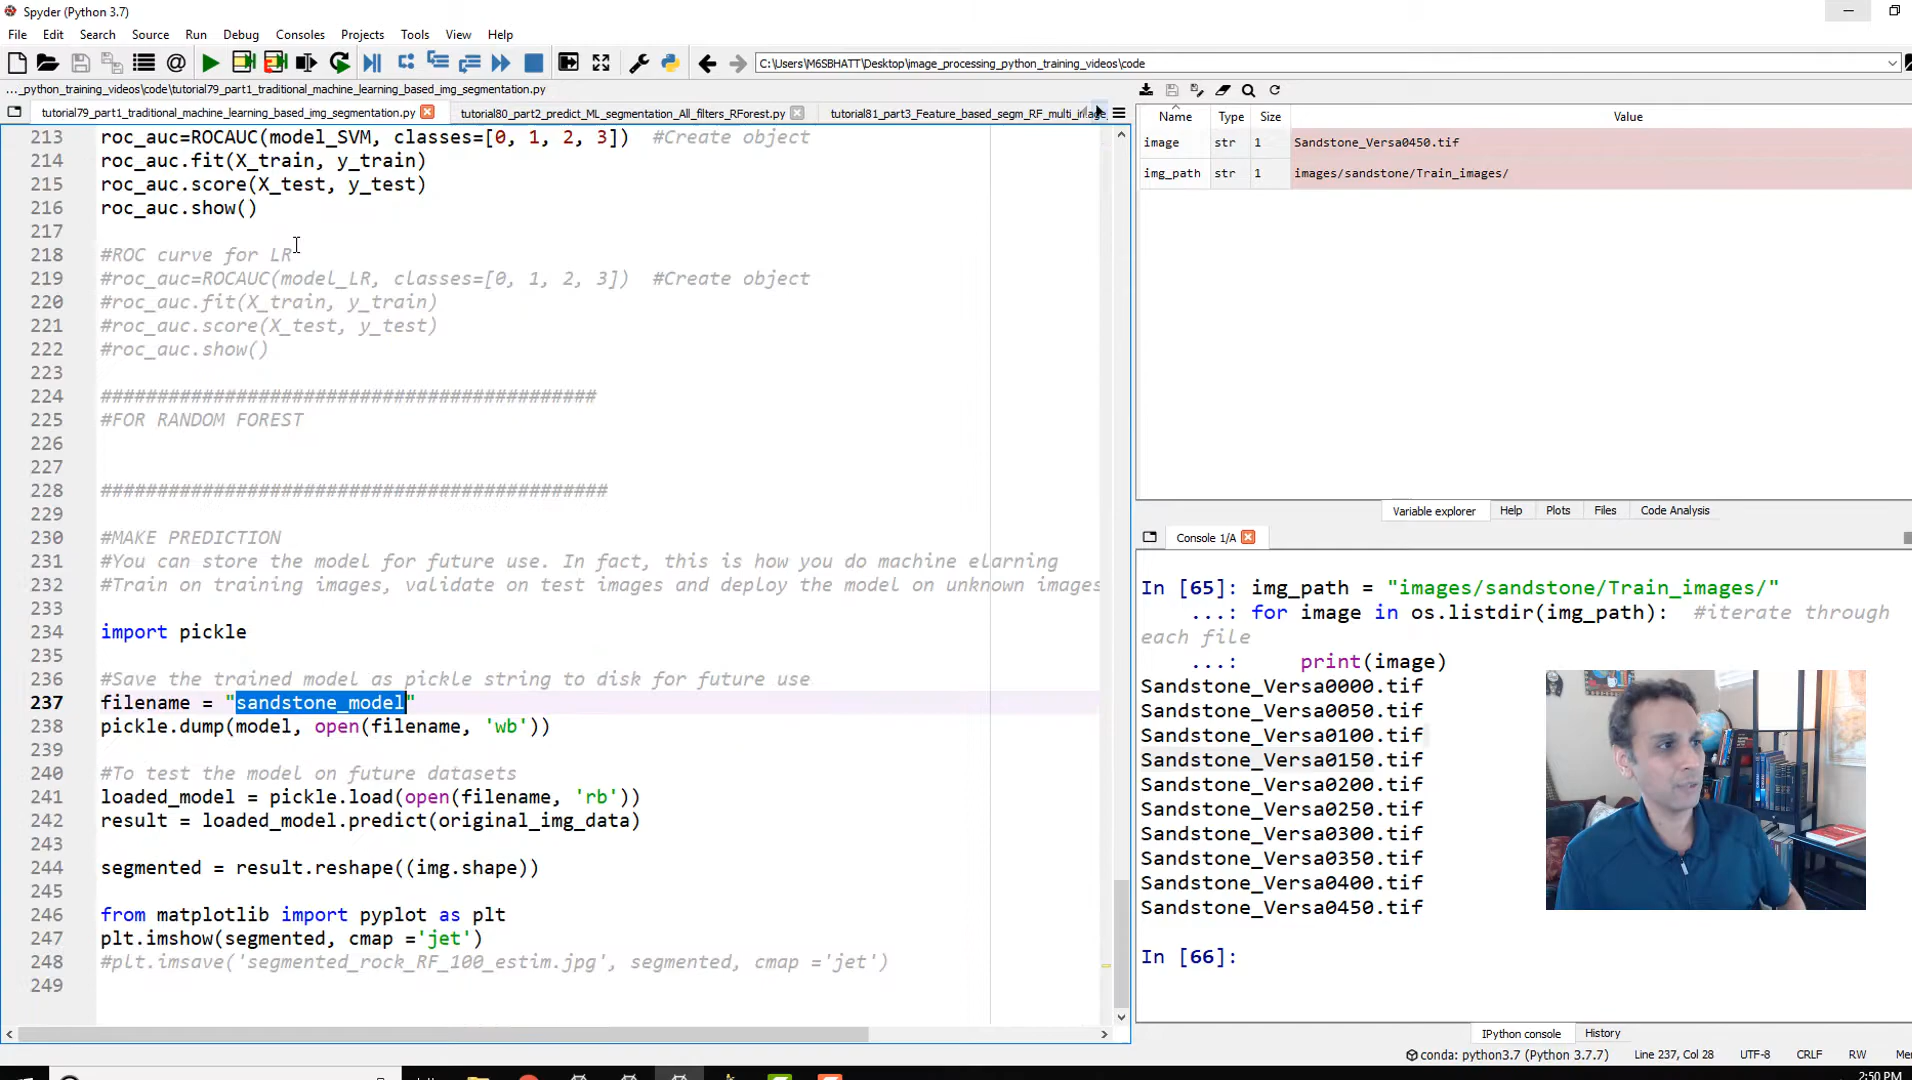 Spyder (Python 3.7)
File Edit Search Source Run Debug Consoles Projects Tools View Help
C:\Users\M6SBHATT\Desktop\image_processing_python_training_videos\code
..._python_training_videos\code\tutorial79_part1_traditional_machine_learning_based_img_segmentation.py
tutorial79_part1_traditional_machine_learning_based_img_segmentation.py tutorial80_part2_predict_ML_segmentation_All_filters_RForest.py tutorial81_part3_Feature_based_segm_RF_multi_image
213 roc_auc=ROCAUC(model_SVM, classes=[0, 1, 2, 3]) #Create object
214 roc_auc.fit(X_train, y_train)
215 roc_auc.score(X_test, y_test)
216 roc_auc.show()
217
218 #ROC curve for LR
219 #roc_auc=ROCAUC(model_LR, classes=[0, 1, 2, 3]) #Create object
220 #roc_auc.fit(X_train, y_train)
221 #roc_auc.score(X_test, y_test)
222 #roc_auc.show()
223
224 ############################################
225 #FOR RANDOM FOREST
226
227
228 #############################################
229
230 #MAKE PREDICTION
231 #You can store the model for future use. In fact, this is how you do machine elarning
232 #Train on training images, validate on test images and deploy the model on unknown images
233
234 import pickle
235
236 #Save the trained model as pickle string to disk for future use
237 filename = "sandstone_model"
238 pickle.dump(model, open(filename, 'wb'))
239
240 #To test the model on future datasets
241 loaded_model = pickle.load(open(filename, 'rb'))
242 result = loaded_model.predict(original_img_data)
243
244 segmented = result.reshape((img.shape))
245
246 from matplotlib import pyplot as plt
247 plt.imshow(segmented, cmap ='jet')
248 #plt.imsave('segmented_rock_RF_100_estim.jpg', segmented, cmap ='jet')
249
Name Type Size Value
image str 1 Sandstone_Versa0450.tif
img_path str 1 images/sandstone/Train_images/
Variable explorer Help Plots Files Code Analysis
Console 1/A
In [65]: img_path = "images/sandstone/Train_images/"
...: for image in os.listdir(img_path): #iterate through
each file
...: print(image)
Sandstone_Versa0000.tif
Sandstone_Versa0050.tif
Sandstone_Versa0100.tif
Sandstone_Versa0150.tif
Sandstone_Versa0200.tif
Sandstone_Versa0250.tif
Sandstone_Versa0300.tif
Sandstone_Versa0350.tif
Sandstone_Versa0400.tif
Sandstone_Versa0450.tif
In [66]:
IPython console History
conda: python3.7 (Python 3.7.7) Line 237, Col 28 UTF-8 CRLF RW Me
2:50 PM